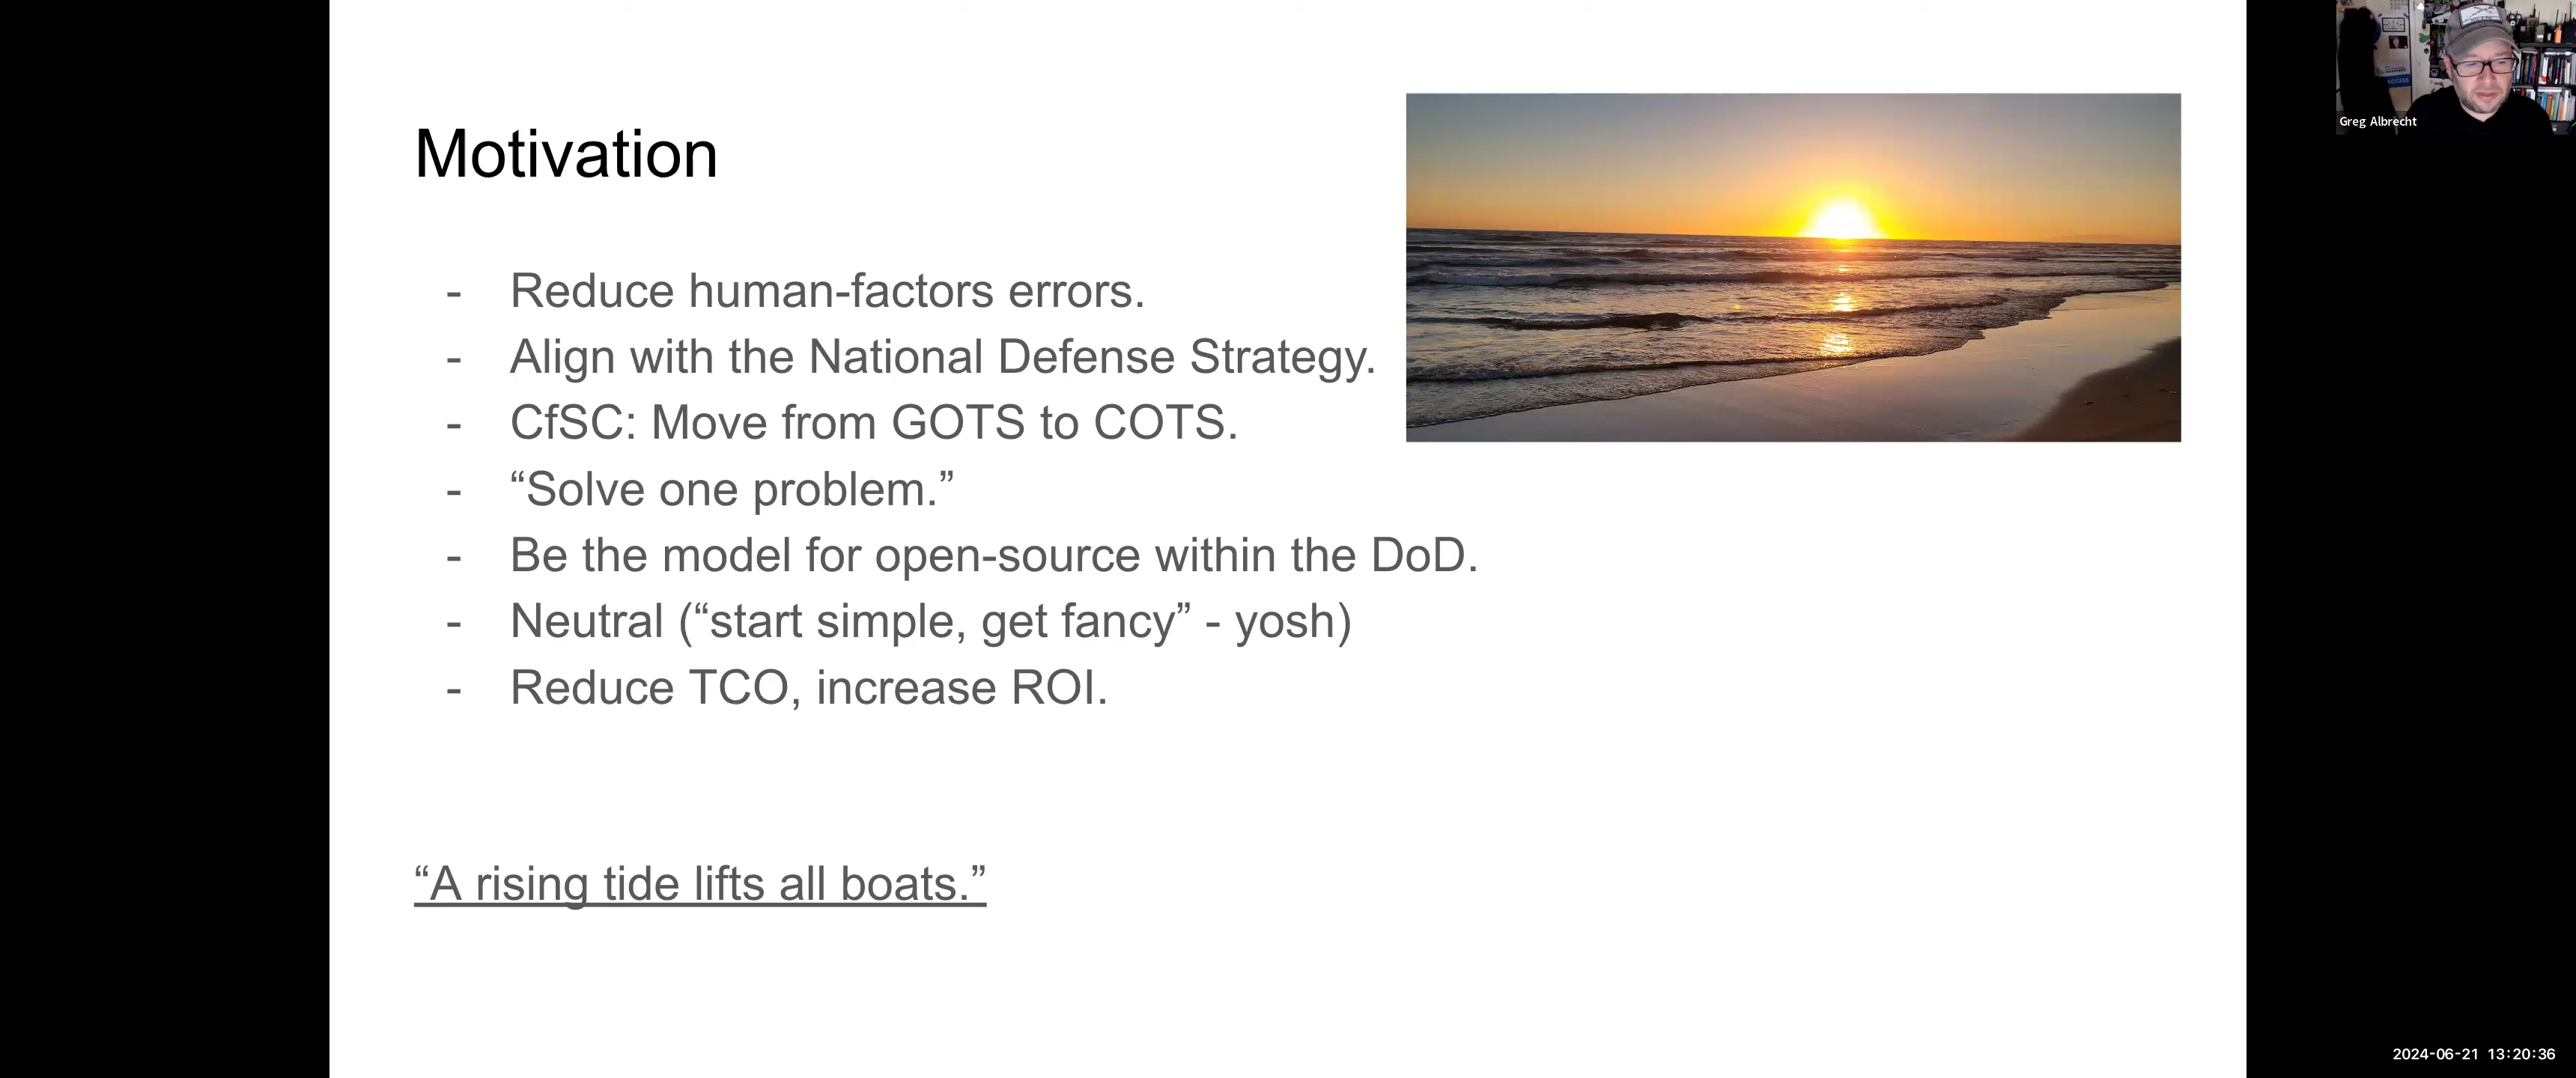 Motivation
- Reduce human-factors errors.
- Align with the National Defense Strategy.
- CfSC: Move from GOTS to COTS.
- “Solve one problem.”
- Be the model for open-source within the DoD.
- Neutral (“start simple, get fancy” - yosh)
- Reduce TCO, increase ROI.
“A rising tide lifts all boats.”
Greg Albrecht
2024-06-21 13:20:36